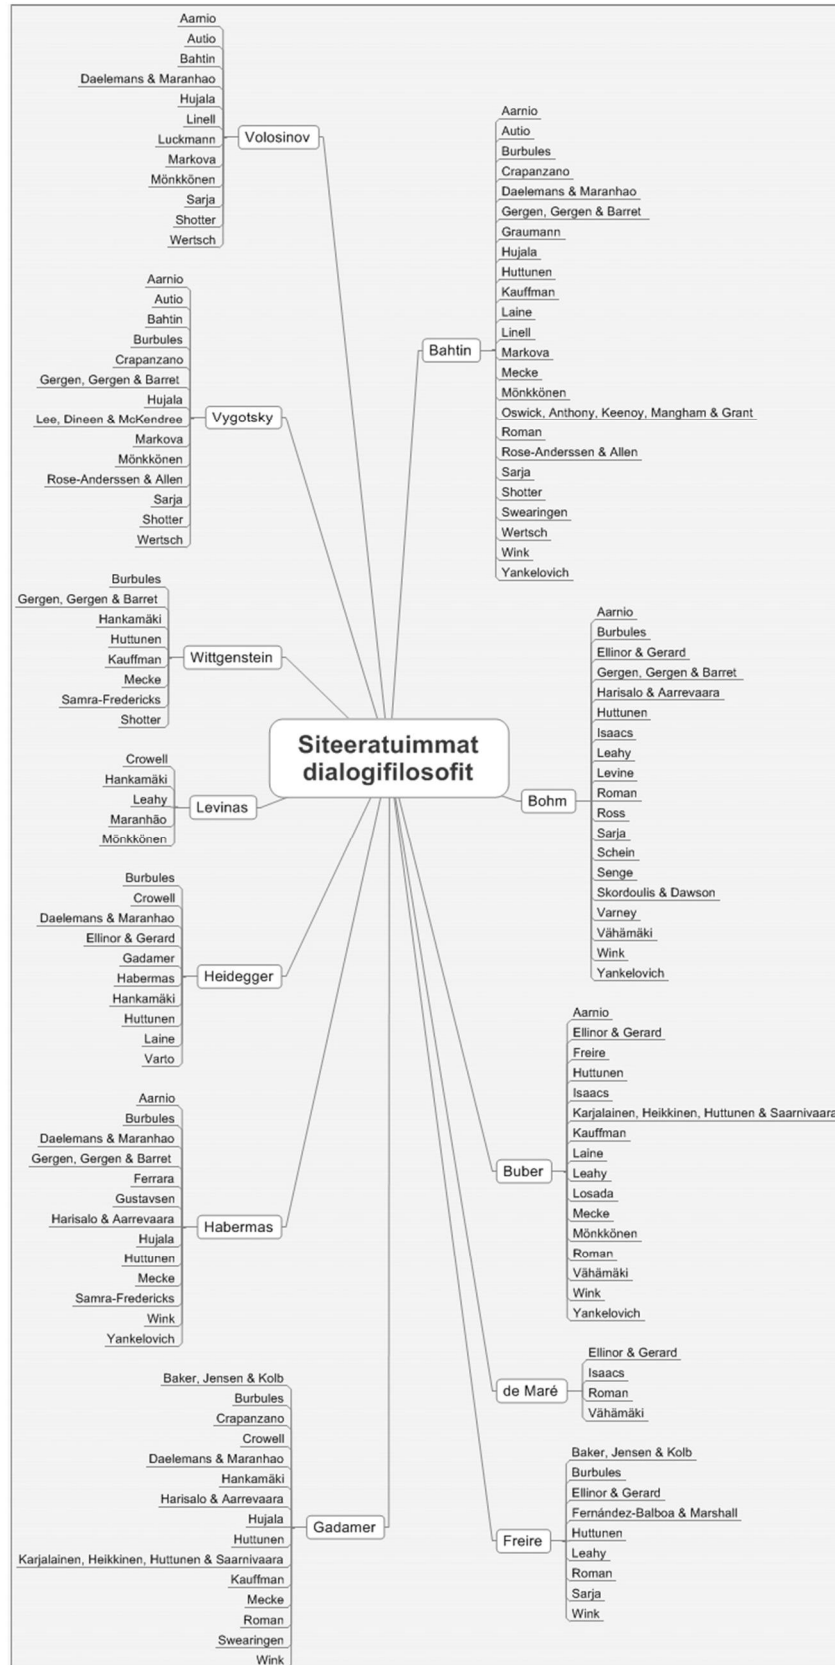 Siteeratuimmat
dialogifilosofit
Volosinov
Aarnio
Autio
Bahtin
Daelemans & Maranhao
Hujala
Linell
Luckmann
Markova
Mönkkönen
Sarja
Shotter
Wertsch
Vygotsky
Aarnio
Autio
Bahtin
Burbules
Crapanzano
Gergen, Gergen & Barret
Hujala
Lee, Dineen & McKendree
Markova
Mönkkönen
Rose-Anderssen & Allen
Sarja
Shotter
Wertsch
Wittgenstein
Burbules
Gergen, Gergen & Barret
Hankamäki
Huttunen
Kauffman
Mecke
Samra-Fredericks
Shotter
Levinas
Crowell
Hankamäki
Leahy
Maranhão
Mönkkönen
Heidegger
Burbules
Crowell
Daelemans & Maranhao
Ellinor & Gerard
Gadamer
Habermas
Hankamäki
Huttunen
Laine
Varto
Habermas
Aarnio
Burbules
Daelemans & Maranhao
Gergen, Gergen & Barret
Ferrara
Gustavsen
Harisalo & Aarrevaara
Hujala
Huttunen
Mecke
Samra-Fredericks
Wink
Yankelovich
Gadamer
Baker, Jensen & Kolb
Burbules
Crapanzano
Crowell
Daelemans & Maranhao
Hankamäki
Harisalo & Aarrevaara
Hujala
Huttunen
Karjalainen, Heikkinen, Huttunen & Saarnivaara
Kauffman
Mecke
Roman
Swearingen
Wink
Bahtin
Aarnio
Autio
Burbules
Crapanzano
Daelemans & Maranhao
Gergen, Gergen & Barret
Graumann
Hujala
Huttunen
Kauffman
Laine
Linell
Markova
Mecke
Mönkkönen
Oswick, Anthony, Keenoy, Mangham & Grant
Roman
Rose-Anderssen & Allen
Sarja
Shotter
Swearingen
Wertsch
Wink
Yankelovich
Bohm
Aarnio
Burbules
Ellinor & Gerard
Gergen, Gergen & Barret
Harisalo & Aarrevaara
Huttunen
Isaacs
Leahy
Levine
Roman
Ross
Sarja
Schein
Senge
Skordoulis & Dawson
Varney
Vähämäki
Wink
Yankelovich
Buber
Aarnio
Ellinor & Gerard
Freire
Huttunen
Isaacs
Karjalainen, Heikkinen, Huttunen & Saarnivaara
Kauffman
Laine
Leahy
Losada
Mecke
Mönkkönen
Roman
Vähämäki
Wink
Yankelovich
de Maré
Ellinor & Gerard
Isaacs
Roman
Vähämäki
Freire
Baker, Jensen & Kolb
Burbules
Ellinor & Gerard
Fernández-Balboa & Marshall
Huttunen
Leahy
Roman
Sarja
Wink